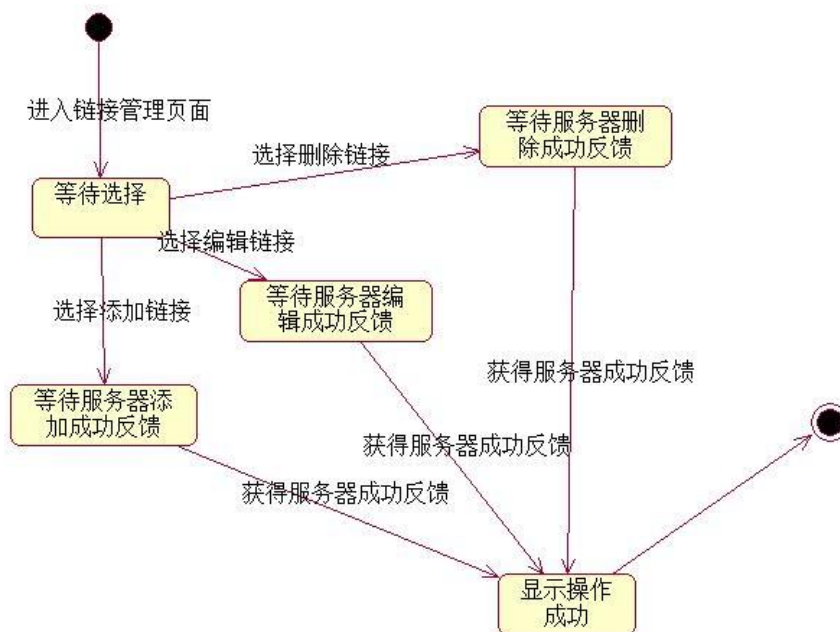 进入链接管理页面
等待服务器删
除成功反馈
选择删除链接
等待选择
选择编辑链接
等待服务器编
辑成功反馈
选择添加链接
获得服务器成功反馈
等待服务器添
加成功反馈
获得服务器成功反馈
获得服务器成功反馈
显示操作
成功